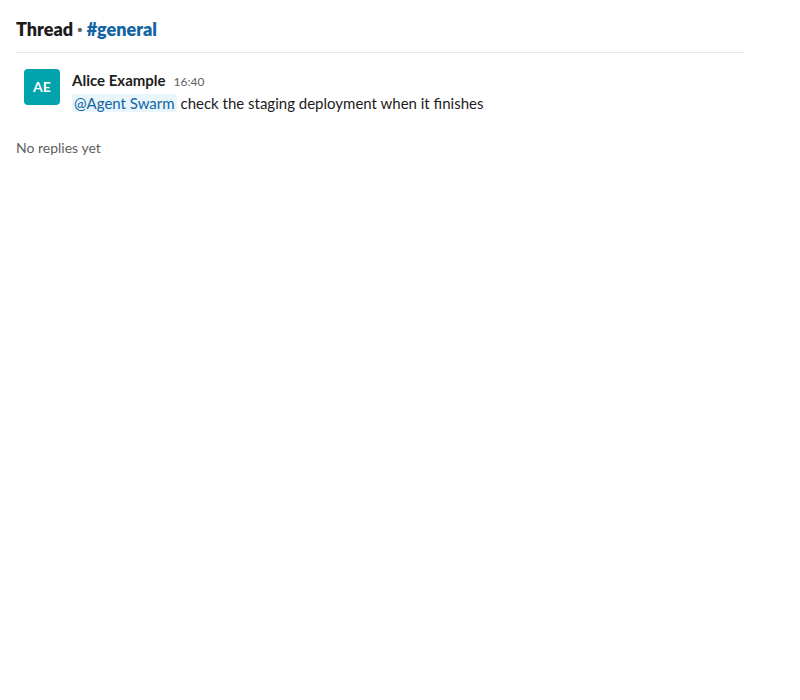 Thread • #general
AE
Alice Example 16:40
@Agent Swarm check the staging deployment when it finishes
No replies yet